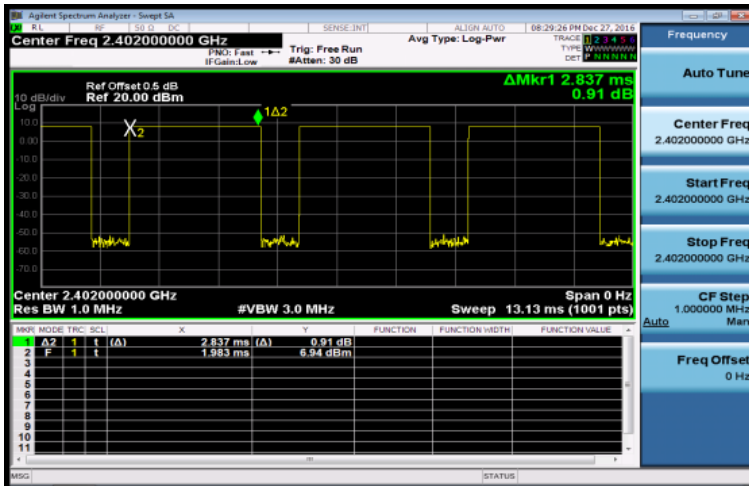 Agilent Spectrum Analyzer - Swept SA
RL RF 50 Ω DC SENSE:INT ALIGN AUTO 08:29:26 PM Dec 27, 2016
Center Freq 2.402000000 GHz
PNO: Fast
IFGain:Low
Trig: Free Run
#Atten: 30 dB
Avg Type: Log-Pwr
TRACE 1 2 3 4 5 6
TYPE WWWWWW
DET P N N N N N
Ref Offset 0.5 dB
Ref 20.00 dBm
10 dB/div
Log
ΔMkr1 2.837 ms
0.91 dB
10.0
0.00
-10.0
-20.0
-30.0
-40.0
-50.0
-60.0
-70.0
X2
1Δ2
Center 2.402000000 GHz
Span 0 Hz
Res BW 1.0 MHz
#VBW 3.0 MHz
Sweep 13.13 ms (1001 pts)
MKR MODE TRC SCL X Y FUNCTION FUNCTION WIDTH FUNCTION VALUE
1 Δ2 1 t (Δ) 2.837 ms (Δ) 0.91 dB
2 F 1 t 1.983 ms 6.94 dBm
3
4
5
6
7
8
9
10
11
MSG
STATUS
Frequency
Auto Tune
Center Freq
2.402000000 GHz
Start Freq
2.402000000 GHz
Stop Freq
2.402000000 GHz
CF Step
1.000000 MHz
Auto Man
Freq Offset
0 Hz